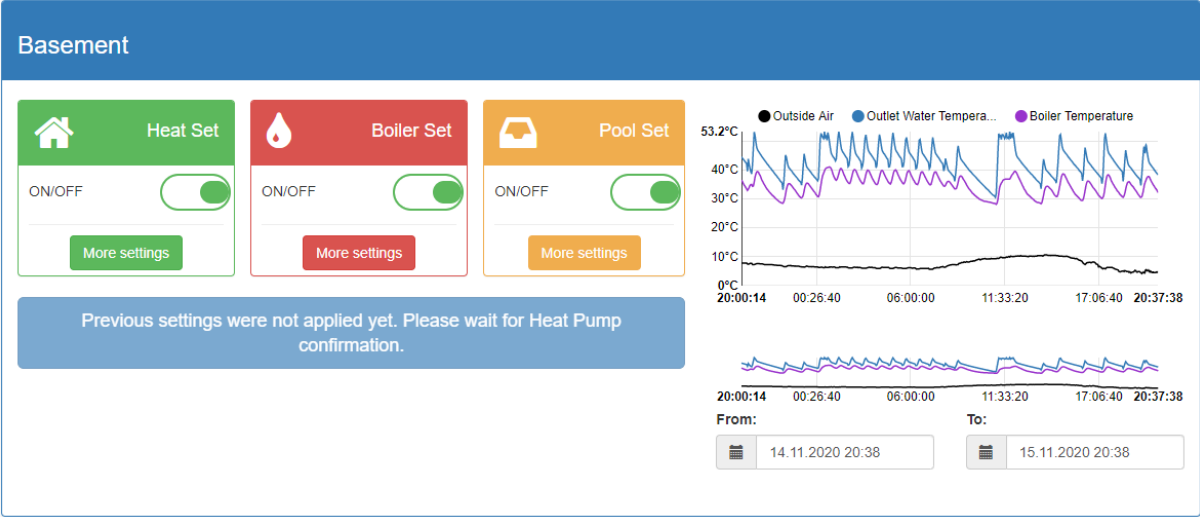 Basement
Heat Set
ON/OFF
More settings
Boiler Set
ON/OFF
More settings
Pool Set
ON/OFF
More settings
Previous settings were not applied yet. Please wait for Heat Pump
confirmation.
Outside Air Outlet Water Tempera... Boiler Temperature
53.2°C
40°C
30°C
20°C
10°C
0°C
20:00:14 00:26:40 06:00:00 11:33:20 17:06:40 20:37:38
20:00:14 00:26:40 06:00:00 11:33:20 17:06:40 20:37:38
From: To:
14.11.2020 20:38 15.11.2020 20:38